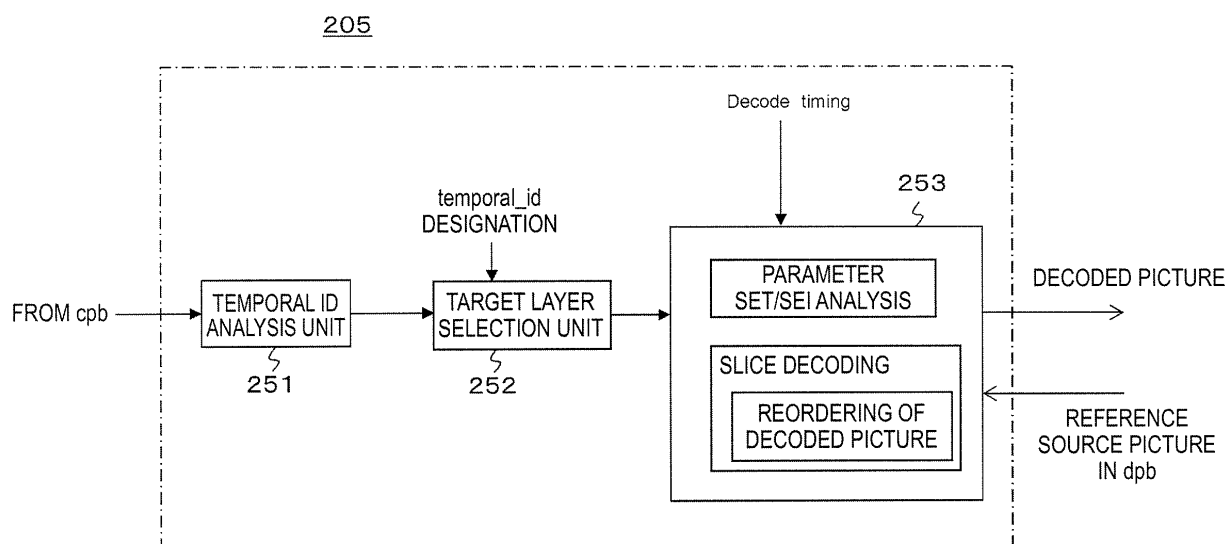 205
Decode timing
253
temporal_id
DESIGNATION
PARAMETER
SET/SEI ANALYSIS
DECODED PICTURE
FROM cpb
TEMPORAL ID
ANALYSIS UNIT
TARGET LAYER
SELECTION UNIT
251
252
SLICE DECODING
REORDERING OF
DECODED PICTURE
REFERENCE
SOURCE PICTURE
IN dpb